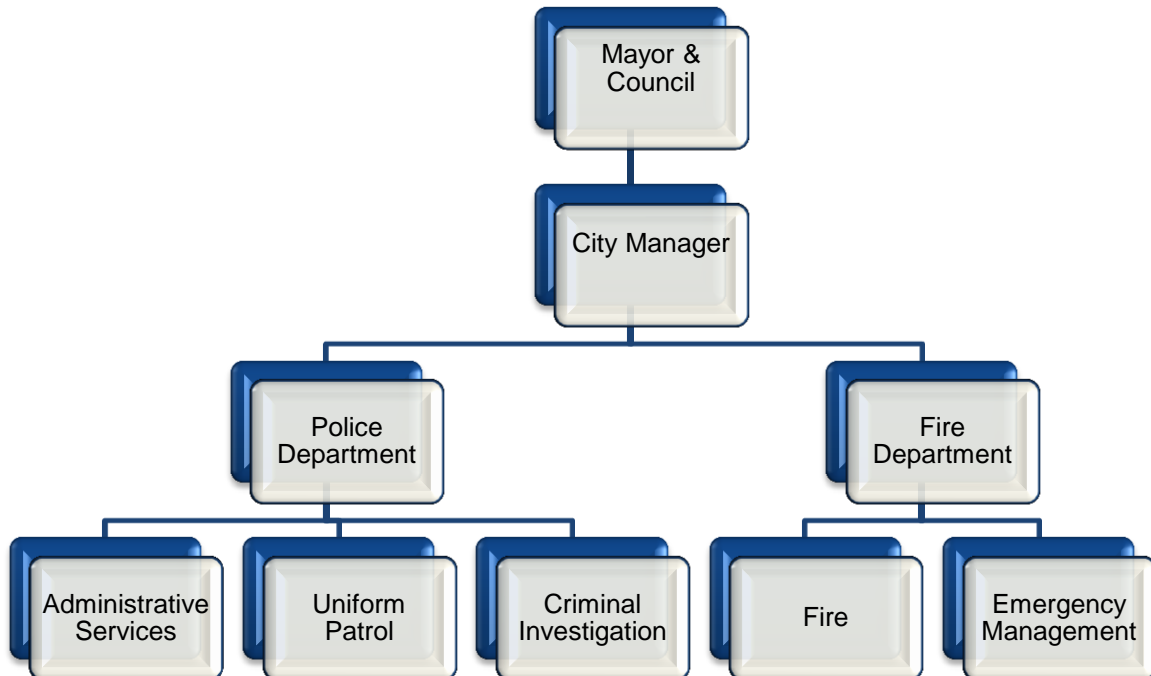 Mayor &
Council
City Manager
Police
Department
Fire
Department
Administrative
Services
Uniform
Patrol
Criminal
Investigation
Fire
Emergency
Management